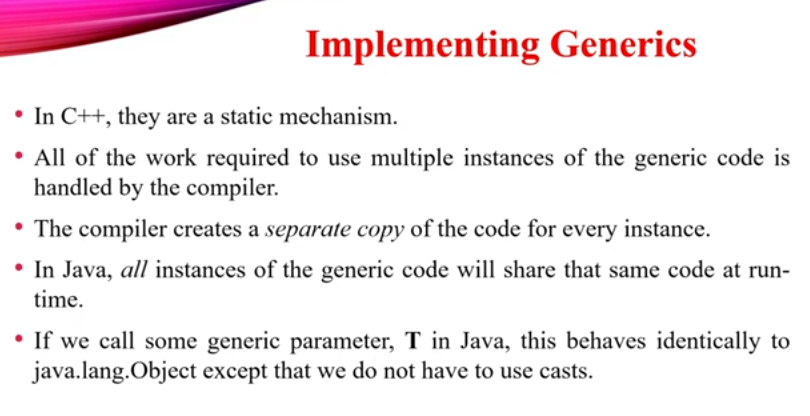 Implementing Generics
• In C++, they are a static mechanism.
• All of the work required to use multiple instances of the generic code is
handled by the compiler.
• The compiler creates a separate copy of the code for every instance.
• In Java, all instances of the generic code will share that same code at run-
time.
• If we call some generic parameter, T in Java, this behaves identically to
java.lang.Object except that we do not have to use casts.